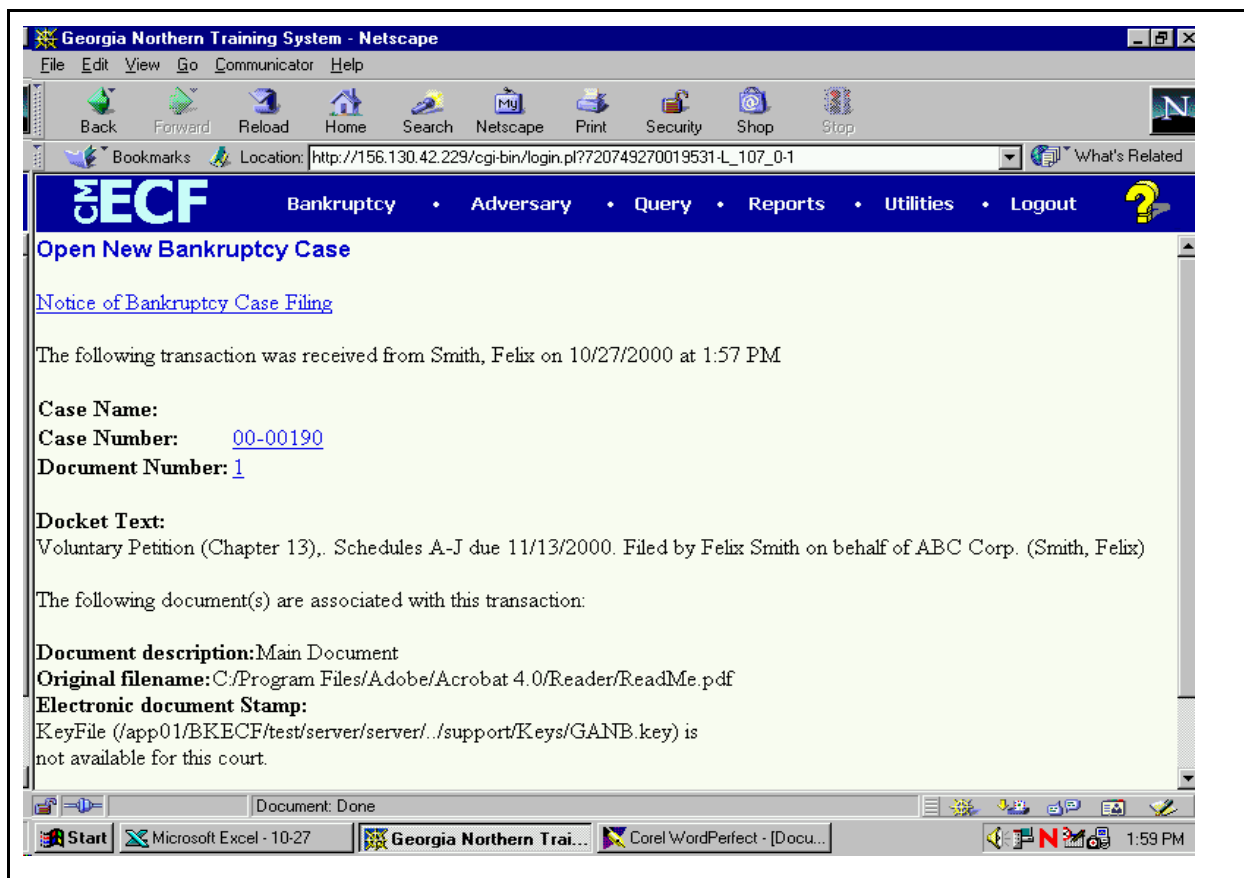 Georgia Northern Training System - Netscape
File Edit View Go Communicator Help
My
Back Forward Reload Home Search Netscape Print Security Shop Stop
N
Bookmarks Location: http://156.130.42.229/cgi-bin/login.pl?720749270019531-L_107_0-1 What's Related
CM ECF Bankruptcy • Adversary • Query • Reports • Utilities • Logout ?
Open New Bankruptcy Case
Notice of Bankruptcy Case Filing
The following transaction was received from Smith, Felix on 10/27/2000 at 1:57 PM
Case Name:
Case Number: 00-00190
Document Number: 1
Docket Text:
Voluntary Petition (Chapter 13),. Schedules A-J due 11/13/2000. Filed by Felix Smith on behalf of ABC Corp. (Smith, Felix)
The following document(s) are associated with this transaction:
Document description:Main Document
Original filename:C:/Program Files/Adobe/Acrobat 4.0/Reader/ReadMe.pdf
Electronic document Stamp:
KeyFile (/app01/BKECF/test/server/server/../support/Keys/GANB.key) is
not available for this court.
Document: Done
Start Microsoft Excel - 10-27 Georgia Northern Trai... Corel WordPerfect - [Docu... N 1:59 PM